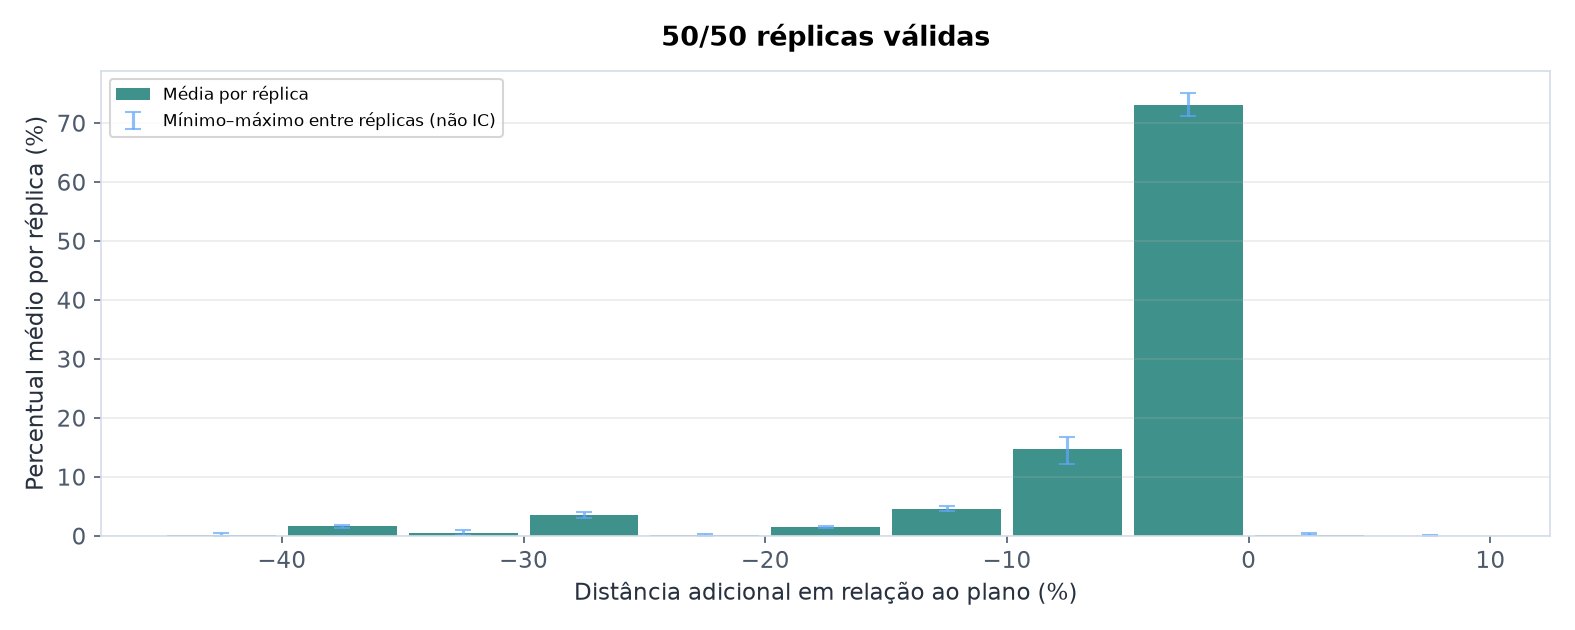 50/50 réplicas válidas
Média por réplica
Mínimo–máximo entre réplicas (não IC)
Percentual médio por réplica (%)
70
60
50
40
30
20
10
0
−40
−30
−20
−10
0
10
Distância adicional em relação ao plano (%)